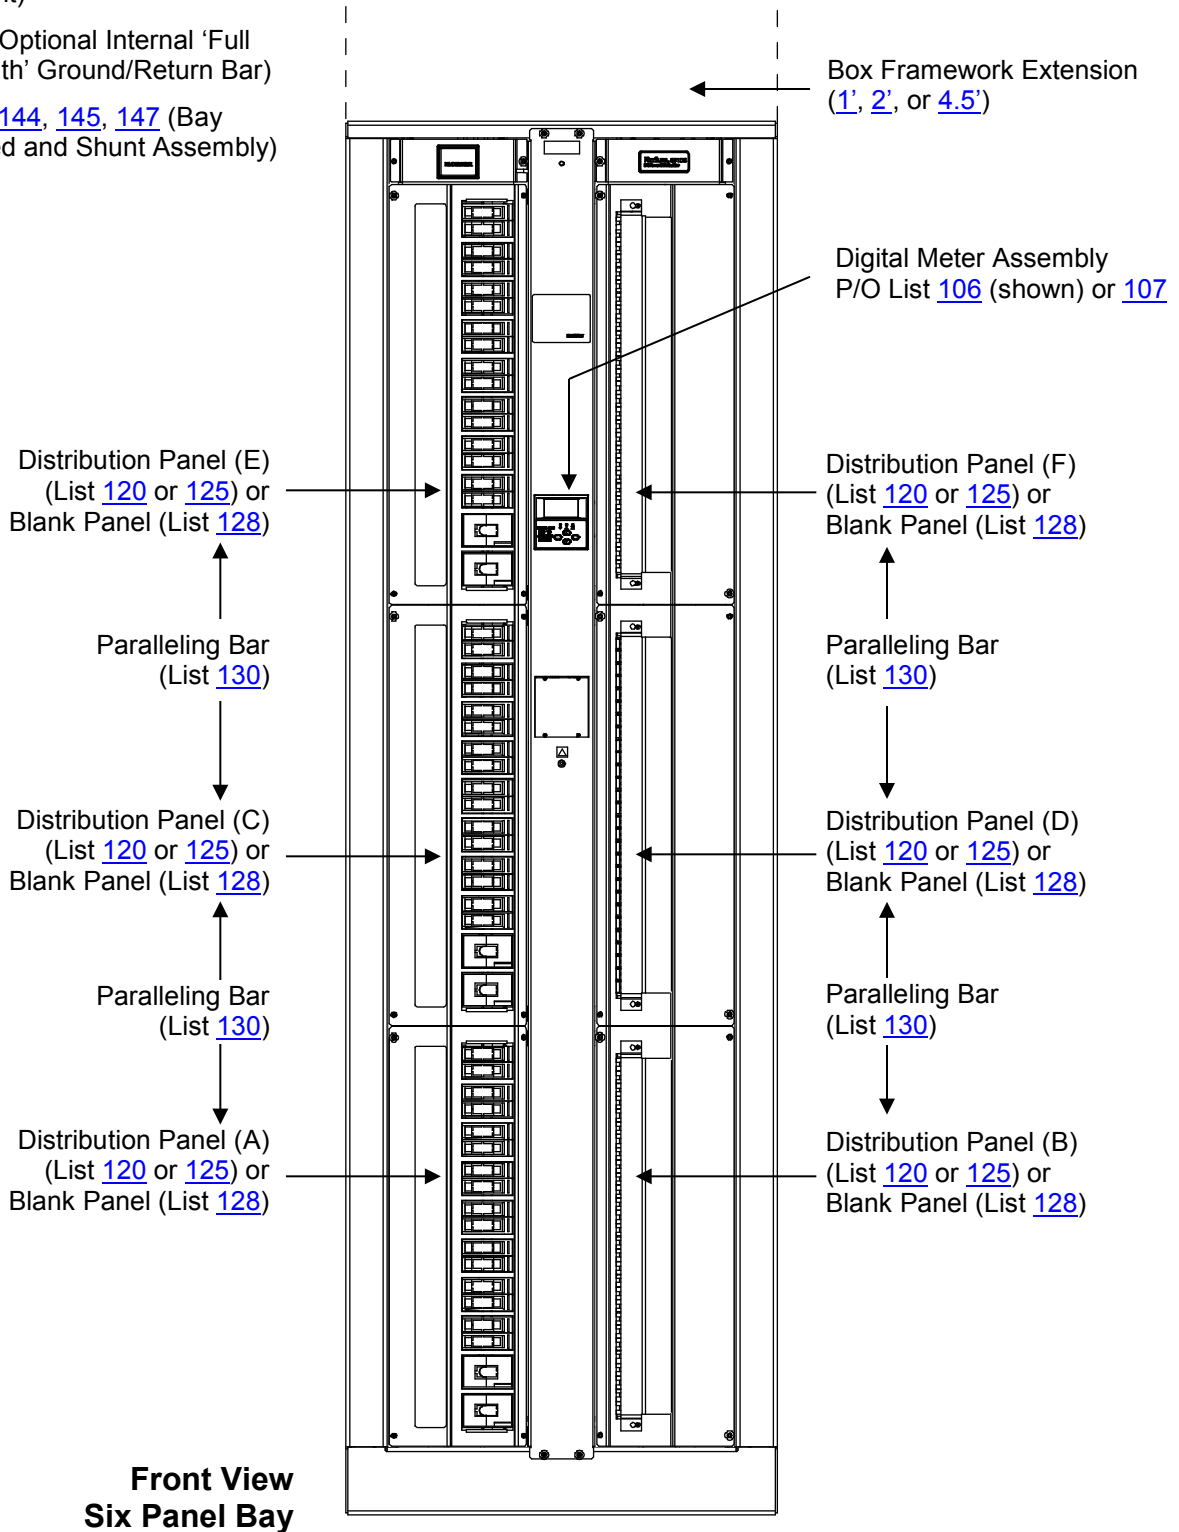 Optional Internal ‘Full
th’ Ground/Return Bar)
144, 145, 147 (Bay
ed and Shunt Assembly)
Box Framework Extension
(1’, 2’, or 4.5’)
Digital Meter Assembly
P/O List 106 (shown) or 107
Distribution Panel (E)
(List 120 or 125) or
Blank Panel (List 128)
Distribution Panel (F)
(List 120 or 125) or
Blank Panel (List 128)
Paralleling Bar
(List 130)
Paralleling Bar
(List 130)
Distribution Panel (C)
(List 120 or 125) or
Blank Panel (List 128)
Distribution Panel (D)
(List 120 or 125) or
Blank Panel (List 128)
Paralleling Bar
(List 130)
Paralleling Bar
(List 130)
Distribution Panel (A)
(List 120 or 125) or
Blank Panel (List 128)
Distribution Panel (B)
(List 120 or 125) or
Blank Panel (List 128)
Front View
Six Panel Bay